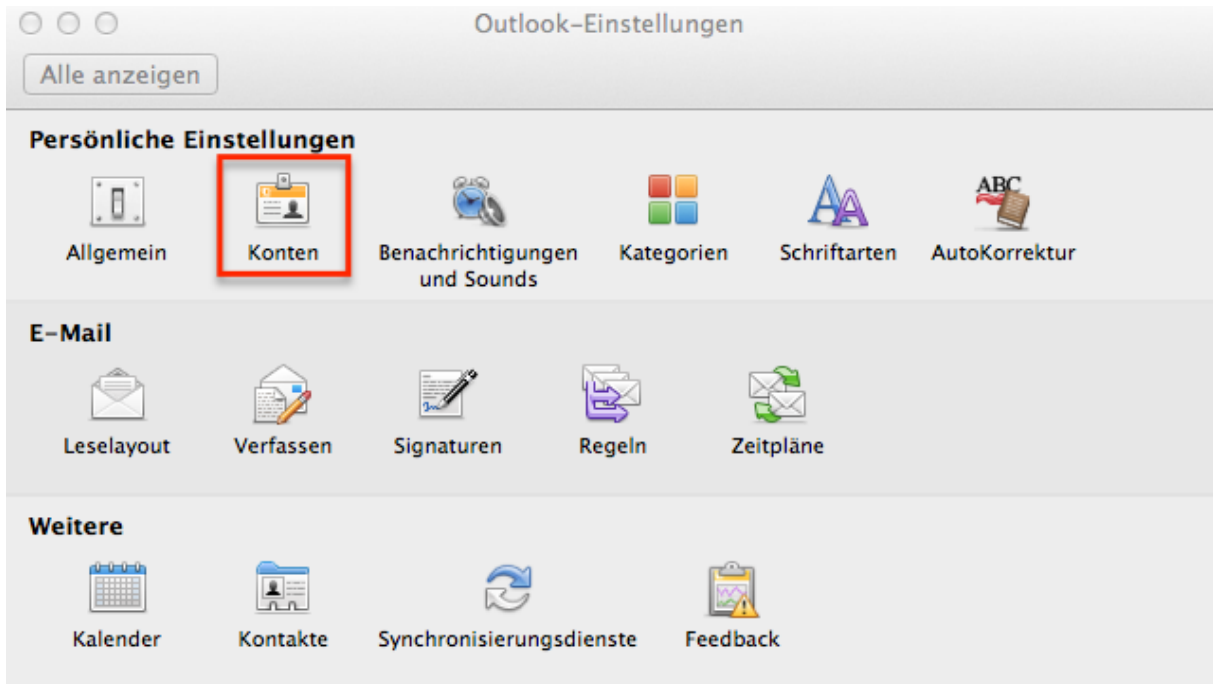 Outlook-Einstellungen
Alle anzeigen
Persönliche Einstellungen
Allgemein
Konten
Benachrichtigungen
und Sounds
Kategorien
Schriftarten
ABC
AutoKorrektur
E-Mail
Leselayout
Verfassen
Signaturen
Regeln
Zeitpläne
Weitere
Kalender
Kontakte
Synchronisierungsdienste
Feedback